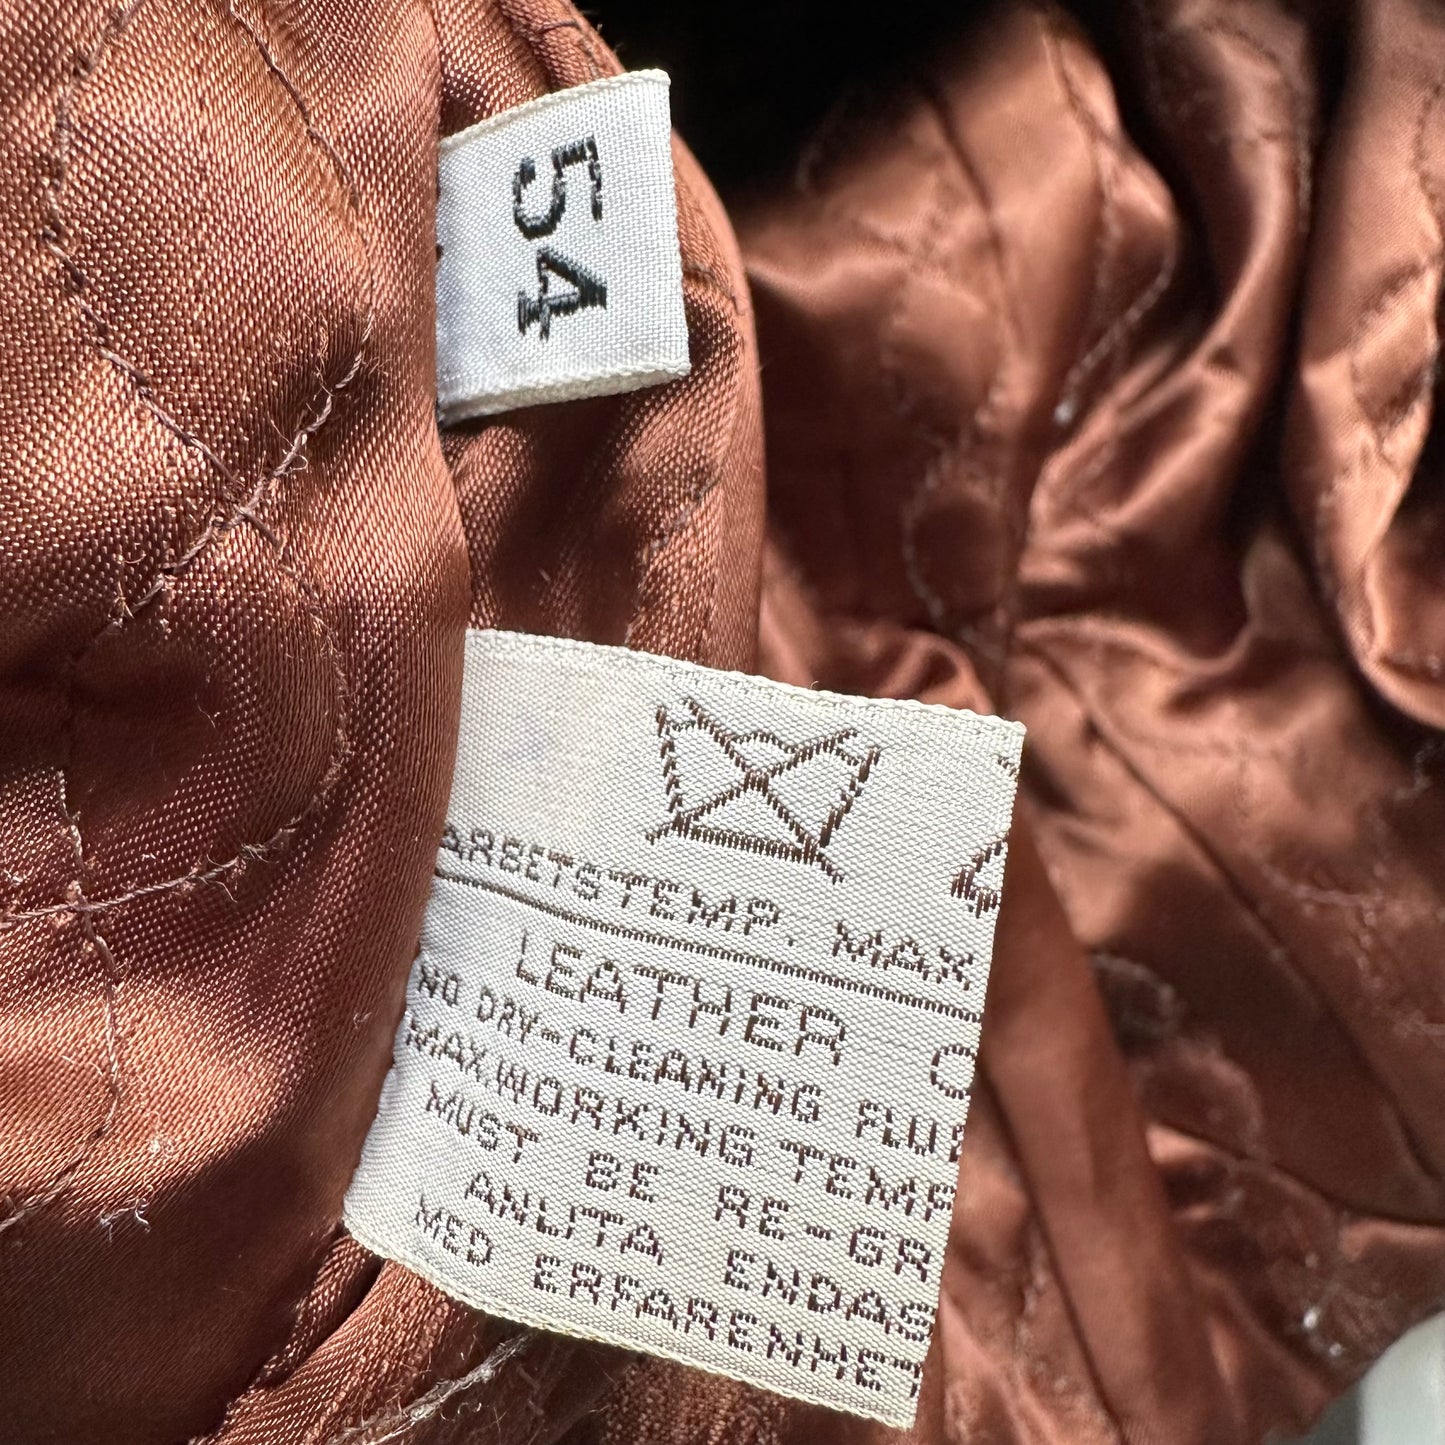 54
ARBETSTEMP. MAX
LEATHER
NO DRY-CLEANING
MAX.WORKING TEMP
MUST BE RE-GR
ANLITA ENDAS
MED ERFARENHET